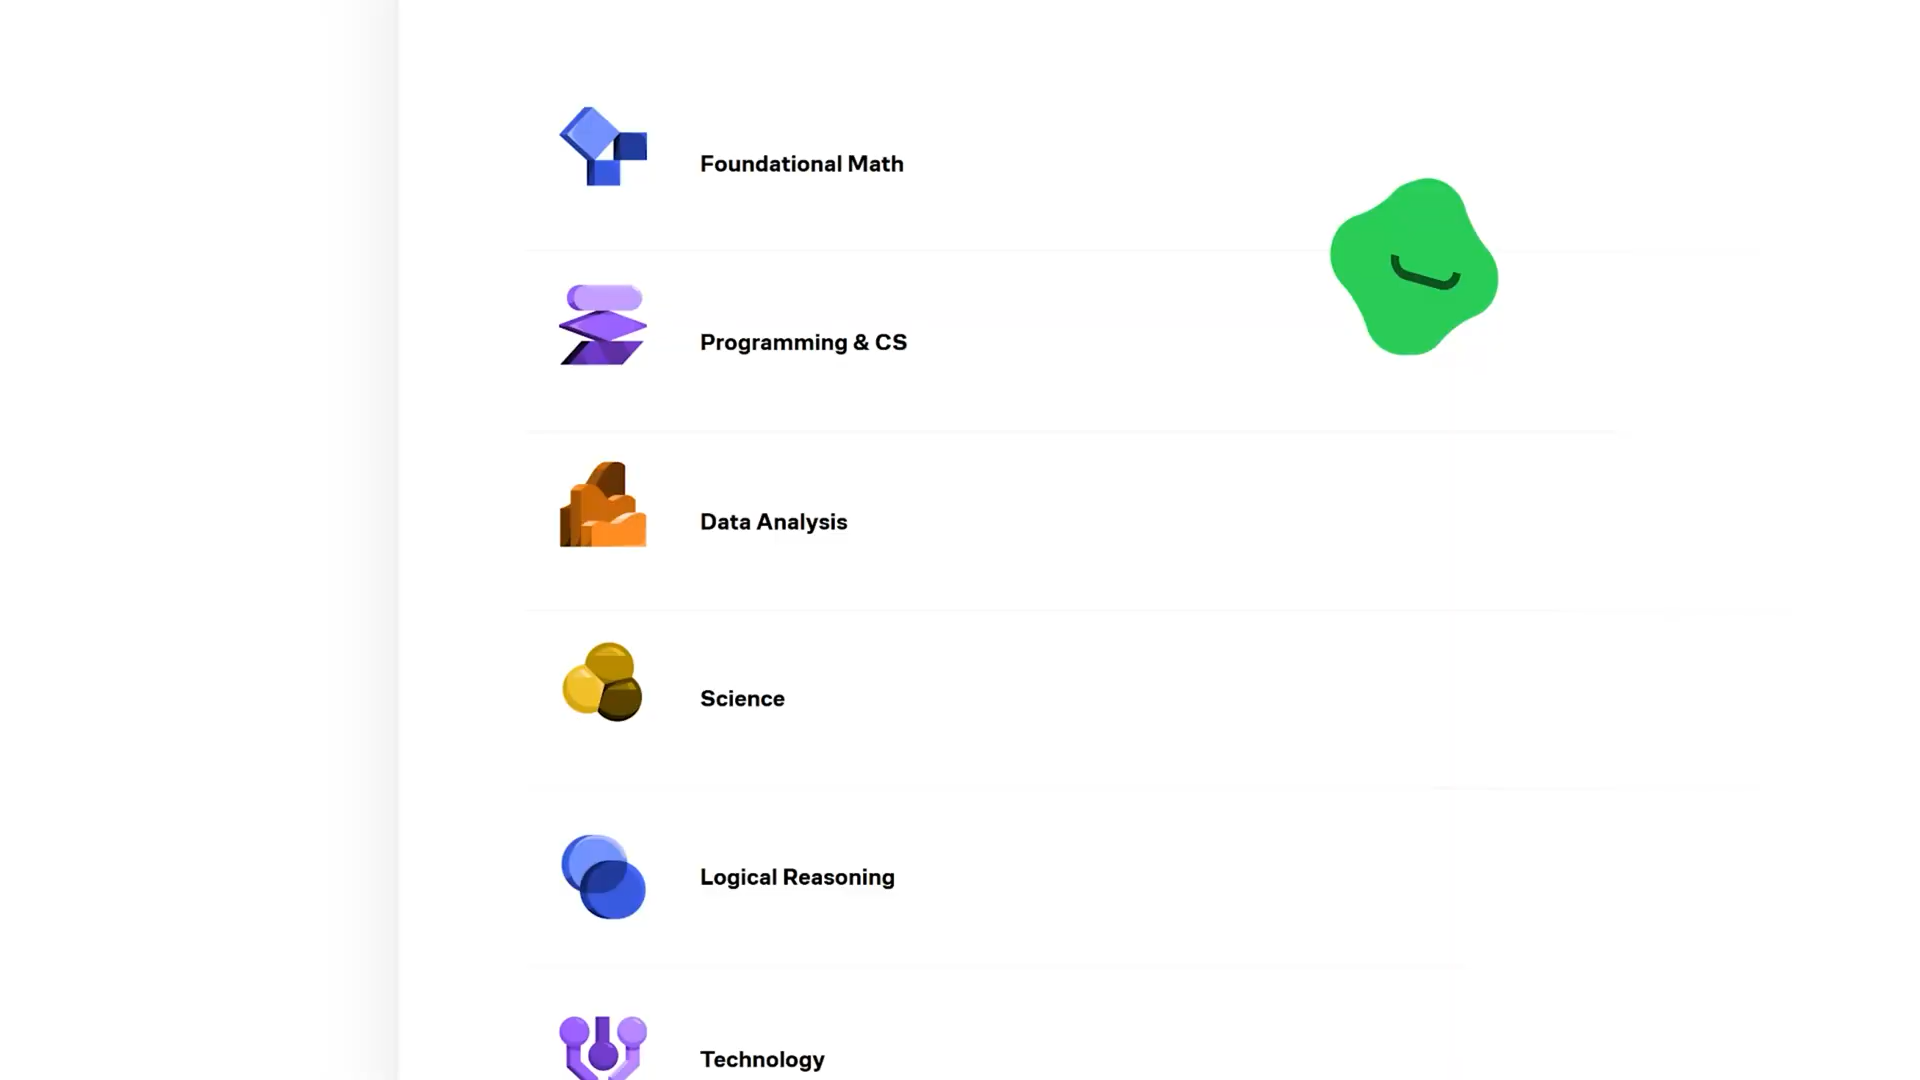 Foundational Math
Programming & CS
Data Analysis
Science
Logical Reasoning
Technology